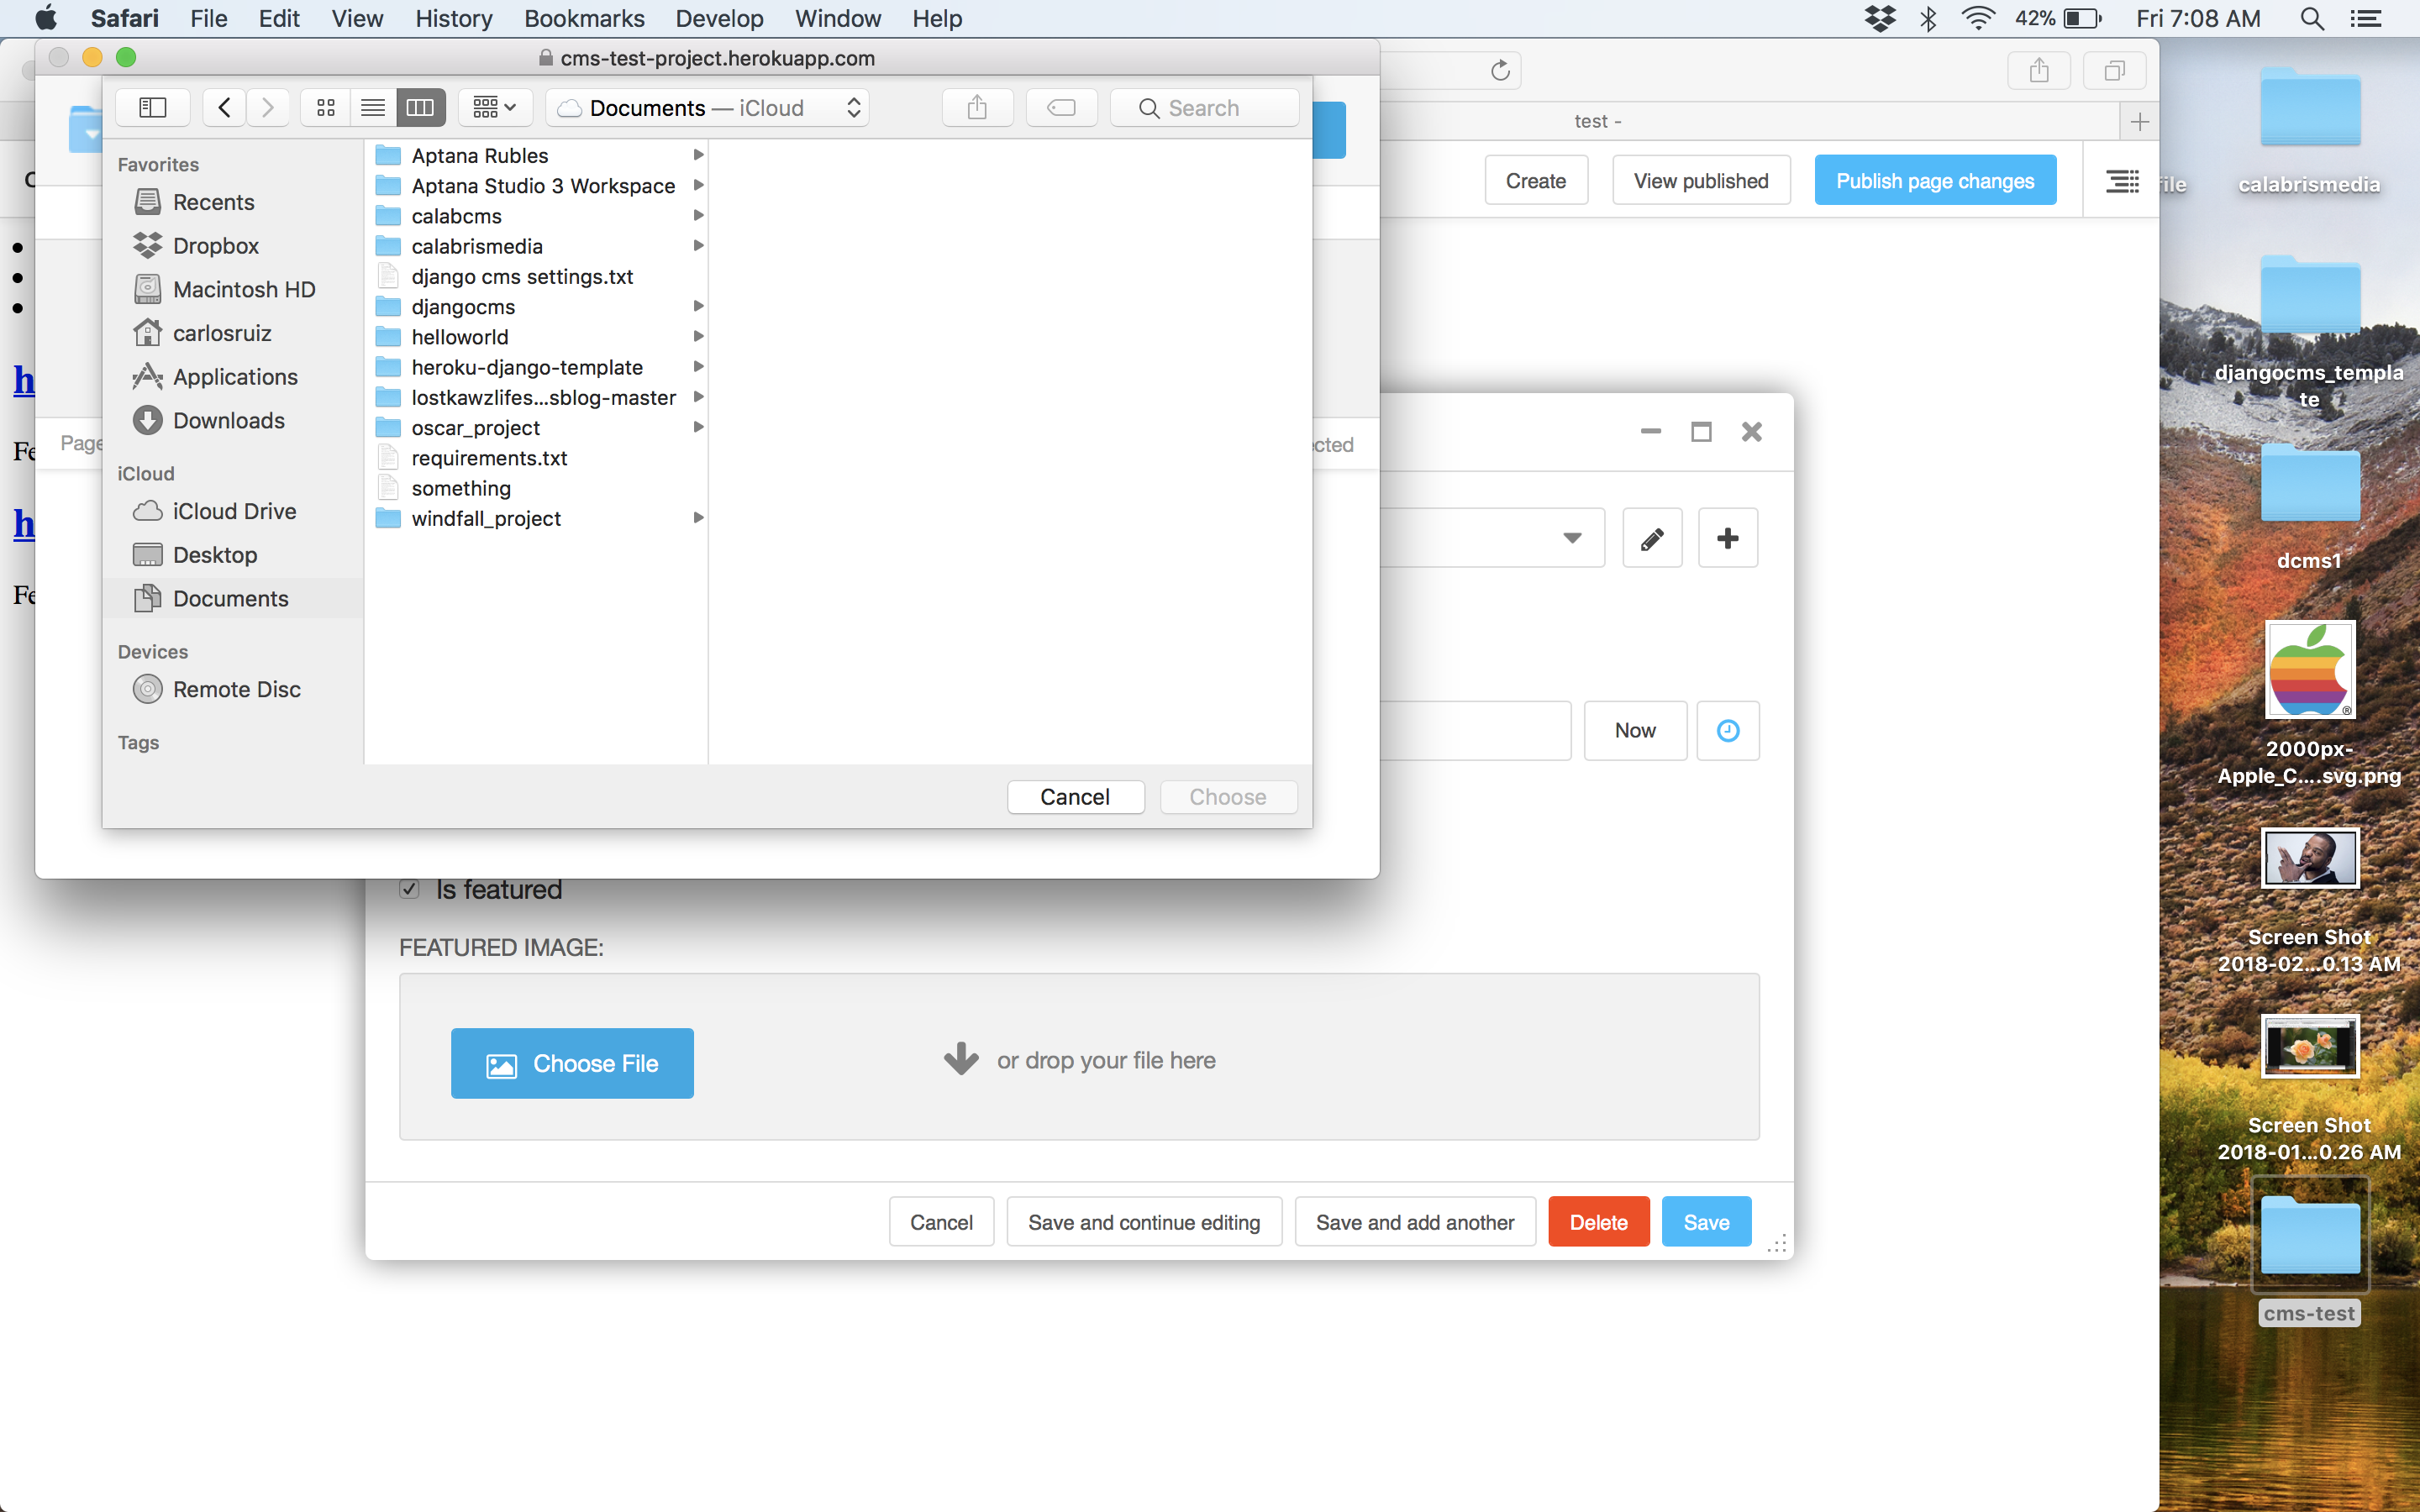 Safari File Edit View History Bookmarks Develop Window Help 42% Fri 7:08 AM
cms-test-project.herokuapp.com
Documents — iCloud
Search
test -
Create
View published
Publish page changes
Favorites
Recents
Dropbox
Macintosh HD
carlosruiz
Applications
Downloads
iCloud
iCloud Drive
Desktop
Documents
Devices
Remote Disc
Tags
Aptana Rubles
Aptana Studio 3 Workspace
calabcms
calabrismedia
django cms settings.txt
djangocms
helloworld
heroku-django-template
lostkawzlifes...sblog-master
oscar_project
requirements.txt
something
windfall_project
Cancel
Choose
h
Fe
h
Fe
Page
cted
Now
Is featured
FEATURED IMAGE:
Choose File
or drop your file here
Cancel
Save and continue editing
Save and add another
Delete
Save
file
calabrismedia
djangocms_templa
te
dcms1
2000px-
Apple_C....svg.png
Screen Shot
2018-02...0.13 AM
Screen Shot
2018-01...0.26 AM
cms-test